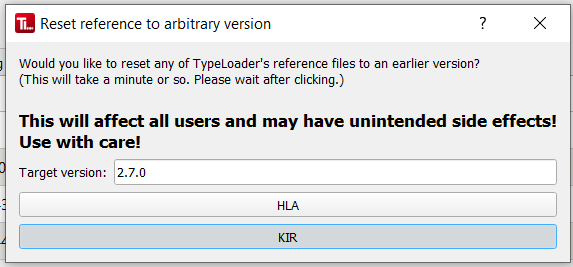 Ti...
Reset reference to arbitrary version
Would you like to reset any of TypeLoader's reference files to an earlier version?
(This will take a minute or so. Please wait after clicking.)
This will affect all users and may have unintended side effects!
Use with care!
Target version: 2.7.0
HLA
KIR